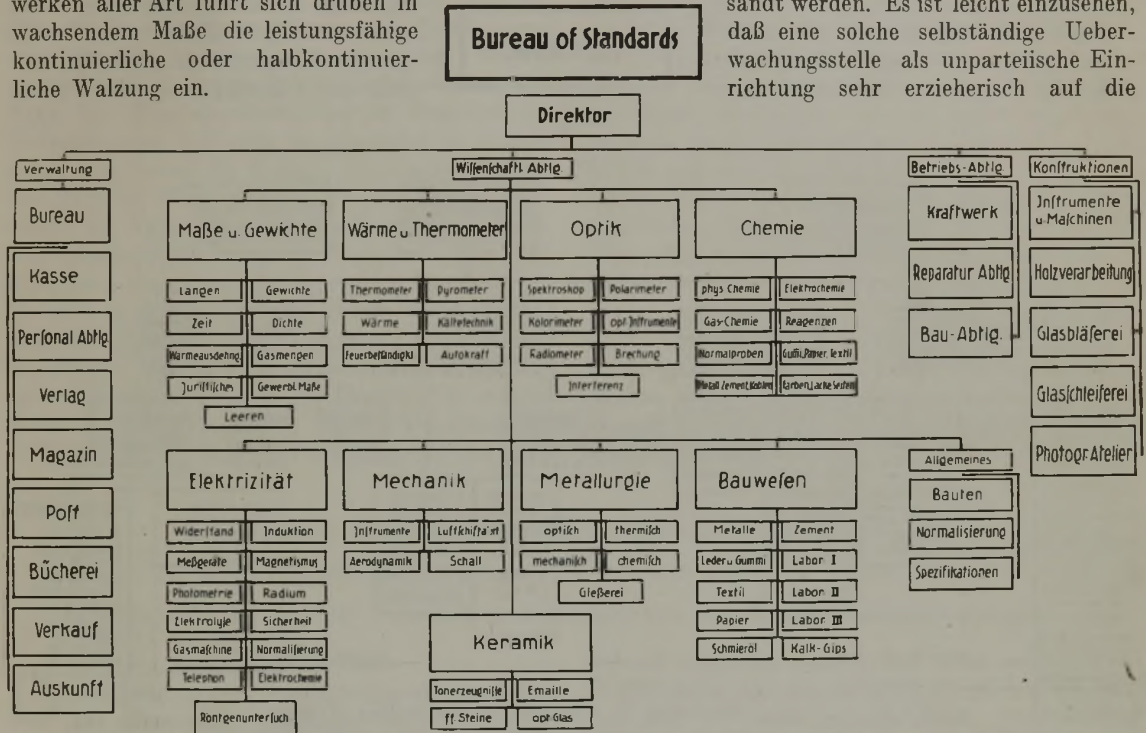 werken aller Art führt sich drüben in
wachsendem Maße die leistungsfähige
kontinuierliche oder halbkontinuier-
liche Walzung ein.
sandt werden. Es ist leicht einzusehen,
daß eine solche selbständige Ueber-
wachungsstelle als unparteiische Ein-
richtung sehr erzieherisch auf die
Bureau of Standards
Direktor
Verwaltung
Bureau
Kasse
Perſonal Abtlg.
Verlag
Magazin
Poſt
Bücherei
Verkauf
Auskunft
Wiſſenſchaftl. Abtlg.
Maße u. Gewichte
Längen
Gewichte
Zeit
Dichte
Wärmeausdehng
Gasmengen
Juriſtiſches
Gewerbl. Maße
Leeren
Wärme u Thermometer
Thermometer
Pyrometer
Wärme
Kältetechnik
Feuerbeſtändigkt
Autokraft
Optik
Spektroskop
Polarimeter
Kolorimeter
opt Inſtrumente
Radiometer
Brechung
Interferenz
Chemie
phys Chemie
Elektrochemie
Gas-Chemie
Reagenzien
Normalproben
Gummi, Papier, Textil
Metall Zement, Kohlen
Farben, Lacke Seifen
Betriebs-Abtlg.
Kraftwerk
Reparatur Abtlg
Bau-Abtlg.
Konſtruktionen
Inſtrumente
u. Maſchinen
Holzverarbeitung
Glasbläſerei
Glasſchleiferei
Photogr. Atelier
Elektrizität
Widerſtand
Induktion
Meßgeräte
Magnetismus
Photometrie
Radium
Elektrolyſe
Sicherheit
Gasmaſchine
Normaliſierung
Telephon
Elektrochemie
Röntgenunterſuch
Mechanik
Inſtrumente
Luftſchiffahrt
Aerodynamik
Schall
Metallurgie
optiſch
thermiſch
mechaniſch
chemiſch
Gießerei
Bauweſen
Metalle
Zement
Leder u Gummi
Labor I
Textil
Labor II
Papier
Labor III
Schmieröl
Kalk-Gips
Allgemeines
Bauten
Normalisierung
Spezifikationen
Keramik
Tonerzeugniſſe
Emaille
ff. Steine
opt Glas